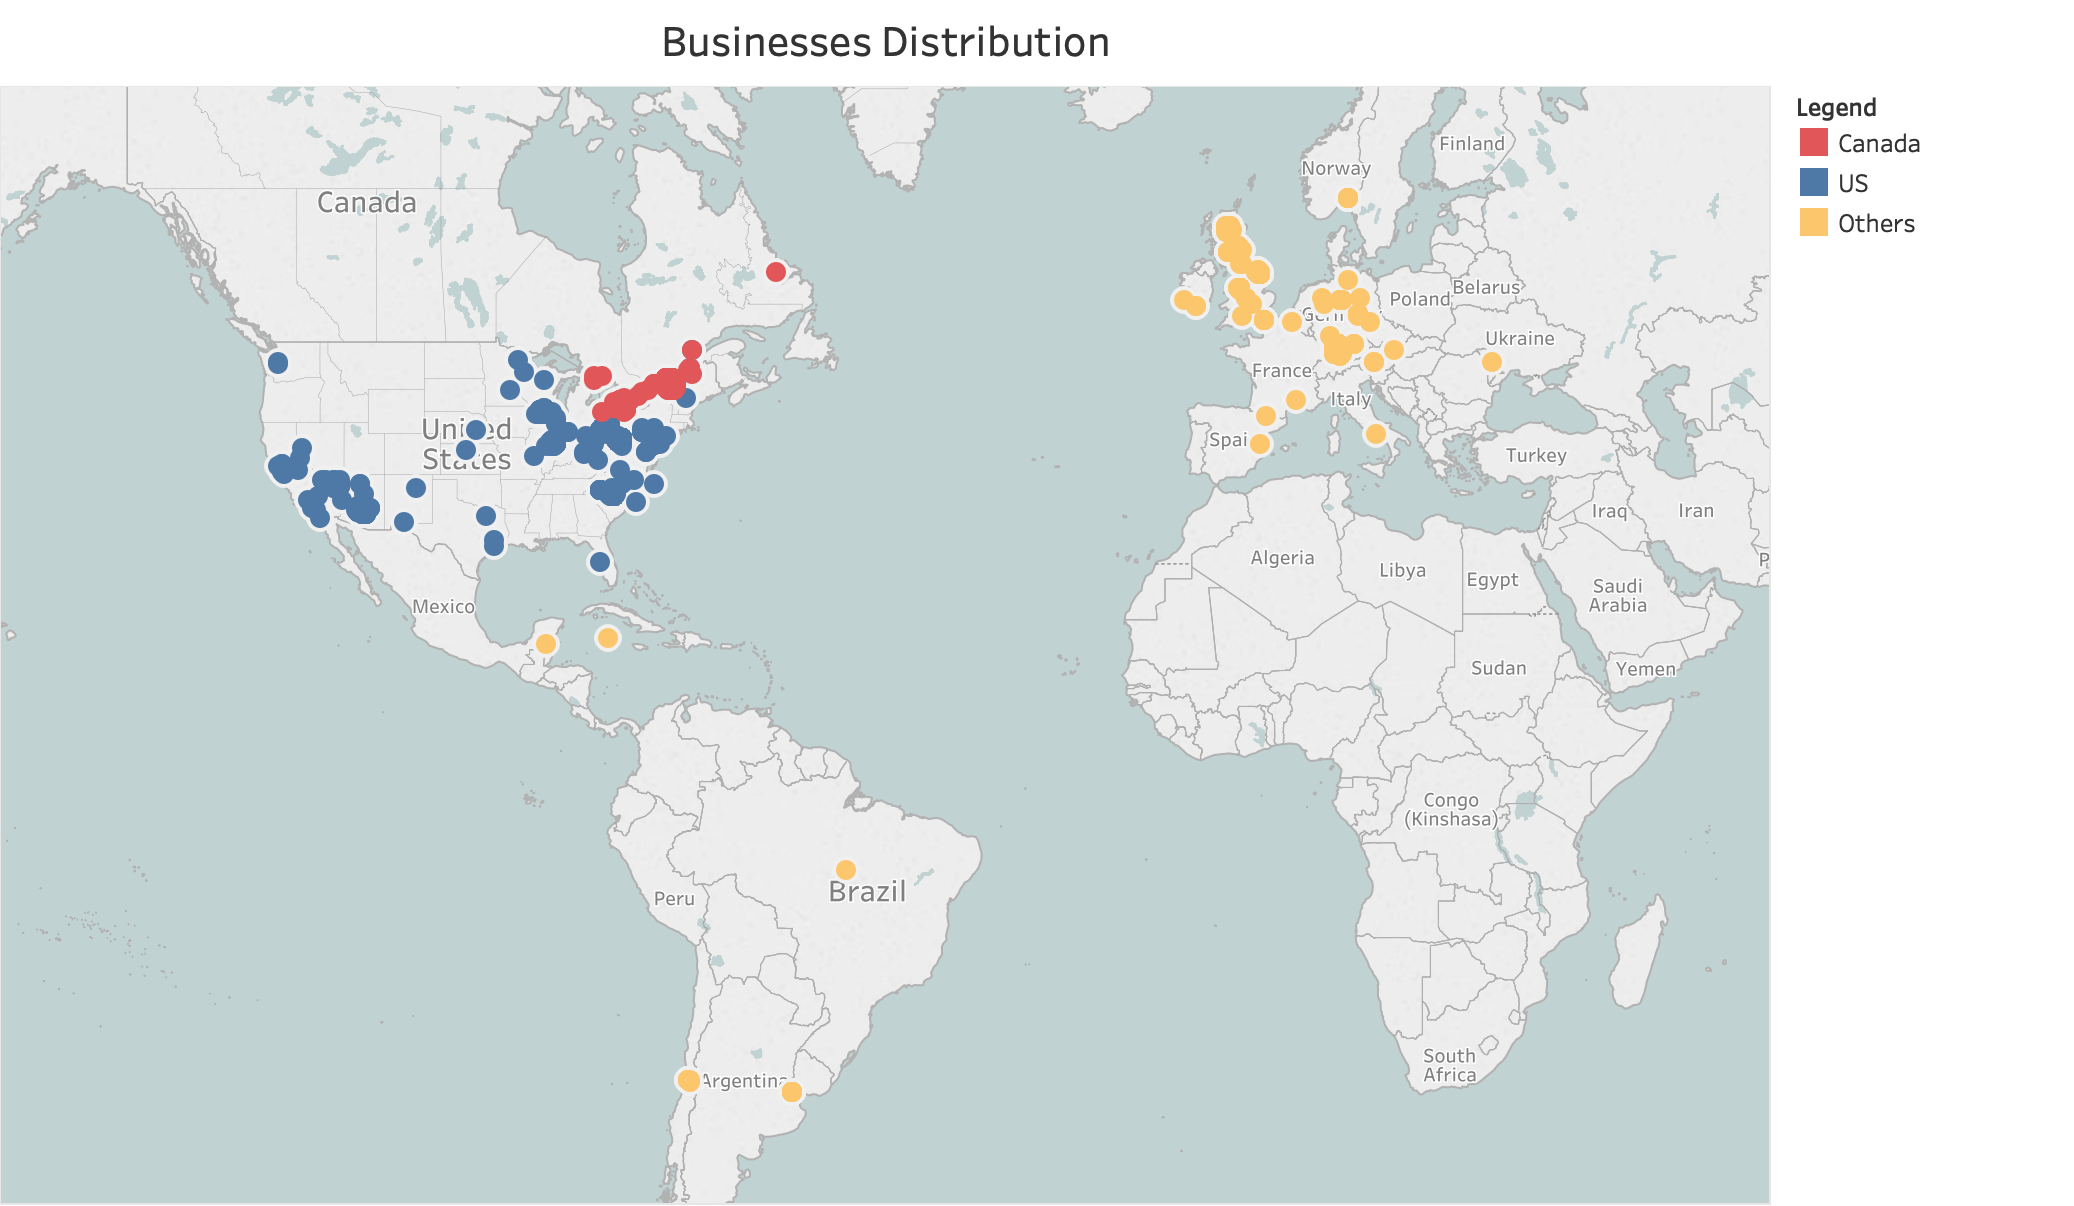 Businesses Distribution
Legend
Canada
US
Others
Canada
Finland
Norway
Belarus
Poland
Ukraine
France
Italy
United
States
Turkey
Iraq
Iran
Algeria
Libya
Egypt
Saudi
Arabia
Mexico
Sudan
Yemen
Congo
(Kinshasa)
Brazil
Peru
South
Africa
Argentina